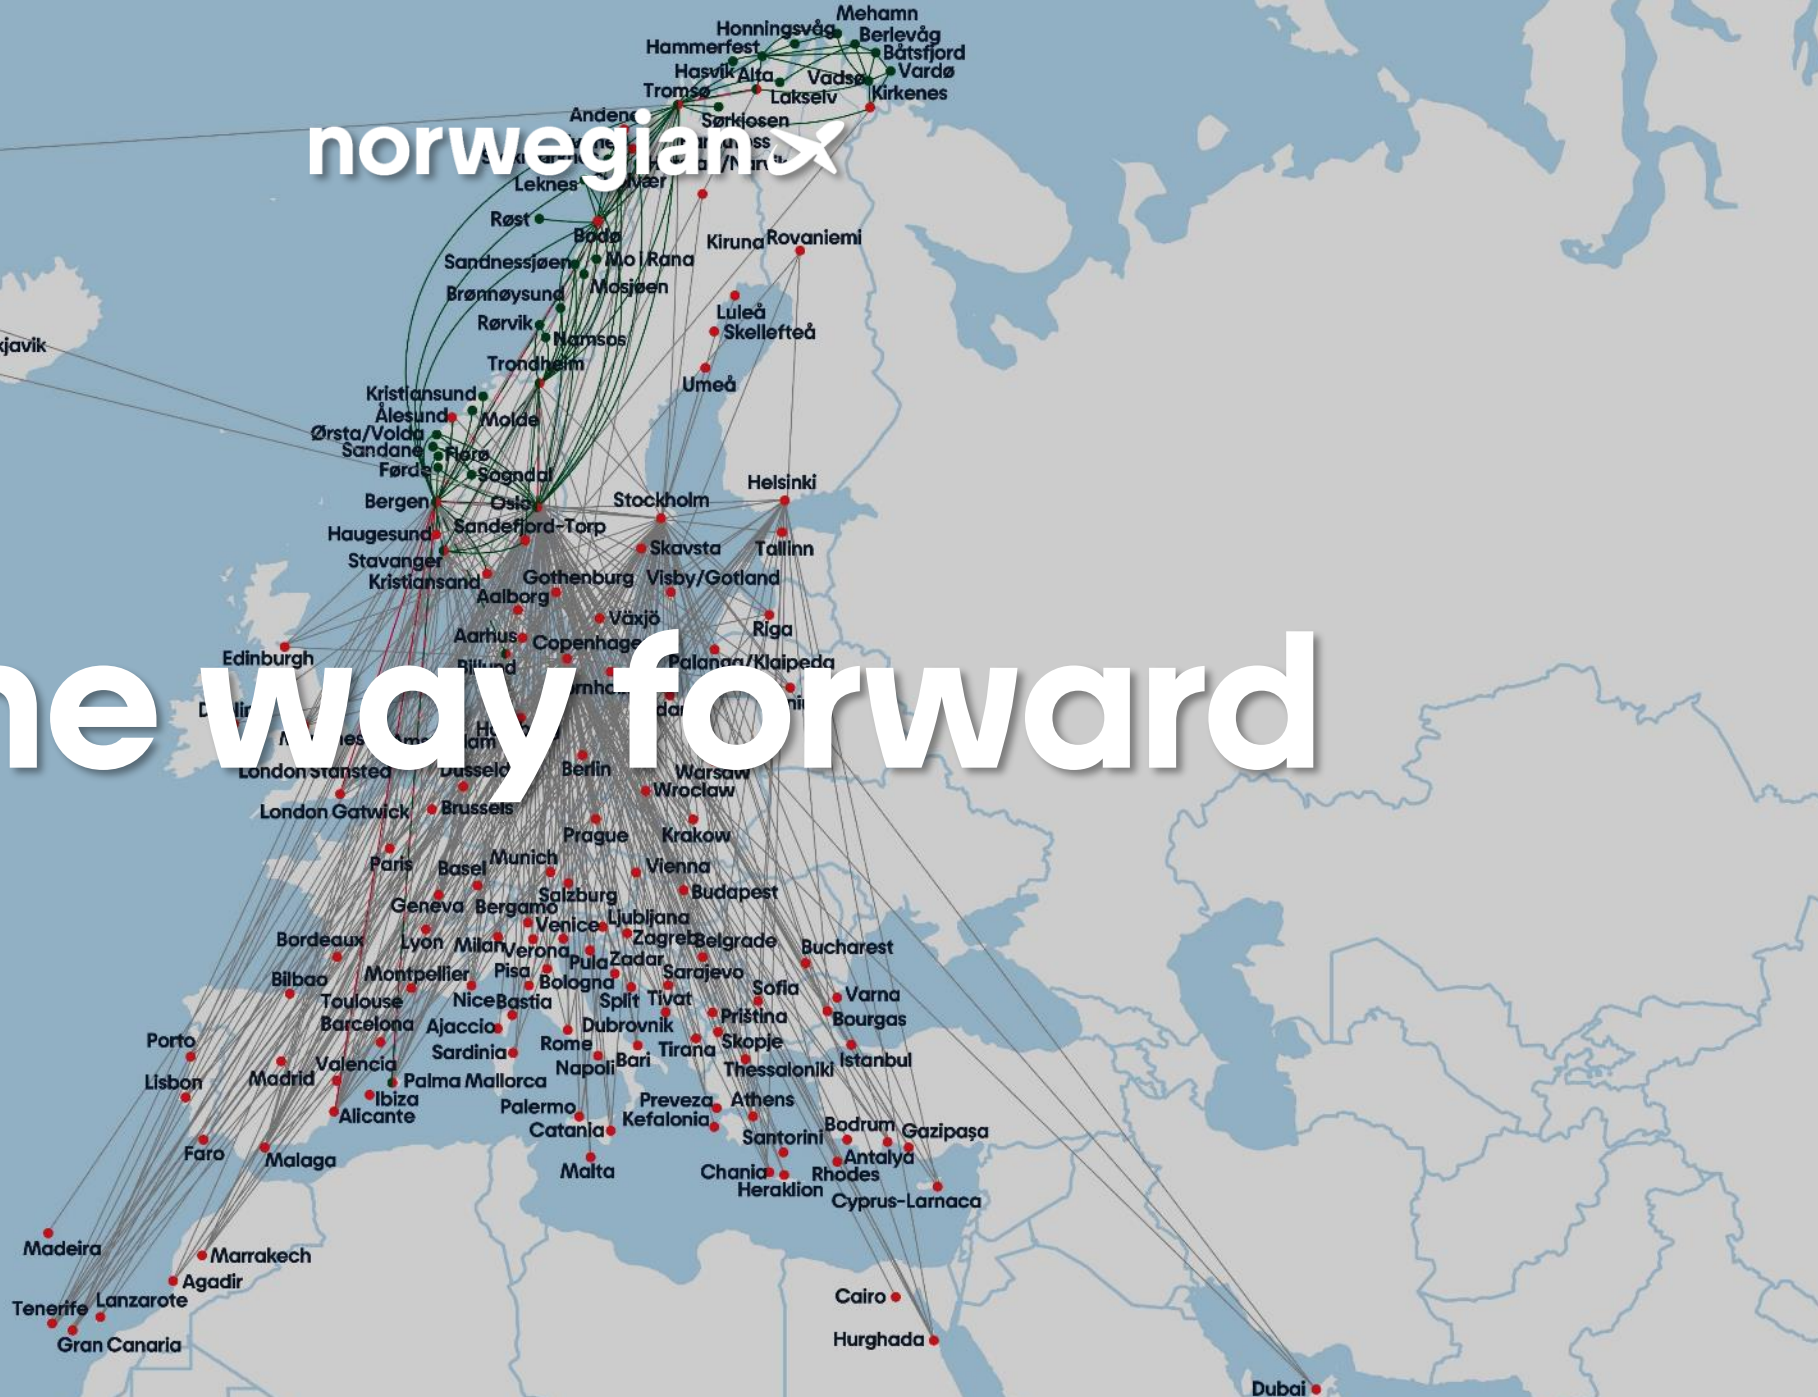 Mehamn
Honningsvåg
Berlevåg
Hammerfest
Båtsfjord
Hasvik
Alta
Vadsø
Vardø
Tromsø
Lakselv
Kirkenes
Sørkjosen
norwegian
Leknes
Røst
Bodø
Kiruna
Rovaniemi
Sandnessjøen
Mo i Rana
Mosjøen
Brønnøysund
Luleå
Rørvik
Skellefteå
Namsos
Trondheim
Umeå
Kristiansund
Ålesund
Molde
Ørsta/Volda
Sandane
Florø
Førde
Sogndal
Helsinki
Bergen
Oslo
Stockholm
Sandefjord-Torp
Haugesund
Skavsta
Tallinn
Stavanger
Kristiansand
Gothenburg
Visby/Gotland
Aalborg
Växjö
Riga
Aarhus
Edinburgh
Billund
Palanga/Klaipeda
way forward
London Stansted
Berlin
Warsaw
Wroclaw
London Gatwick
Brussels
Prague
Krakow
Paris
Basel
Munich
Vienna
Salzburg
Budapest
Geneva
Bergamo
Venice
Ljubljana
Bordeaux
Lyon
Milan
Verona
Zagreb
Belgrade
Bucharest
Bilbao
Montpellier
Pisa
Pula
Zadar
Sarajevo
Bologna
Toulouse
Nice
Bastia
Split
Tivat
Sofia
Varna
Barcelona
Ajaccio
Dubrovnik
Priština
Bourgas
Porto
Sardinia
Rome
Tirana
Skopje
Valencia
Napoli
Bari
Thessaloniki
Istanbul
Lisbon
Madrid
Palma Mallorca
Ibiza
Alicante
Palermo
Preveza
Athens
Catania
Kefalonia
Santorini
Bodrum
Gazipaşa
Faro
Malaga
Malta
Antalya
Chania
Rhodes
Heraklion
Cyprus-Larnaca
Madeira
Marrakech
Agadir
Tenerife
Lanzarote
Gran Canaria
Cairo
Hurghada
Dubai